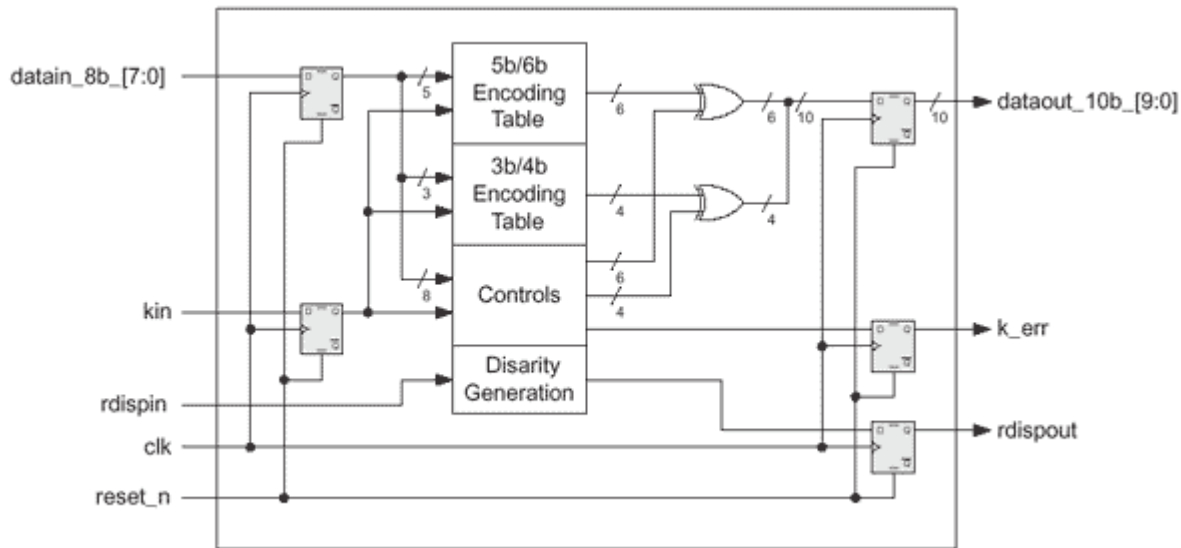 datain_8b_[7:0]
5
5b/6b
Encoding
Table
6
6
10
10
dataout_10b_[9:0]
3
3b/4b
Encoding
Table
4
4
8
Controls
6
4
kin
k_err
Disarity
Generation
rdispin
rdispout
clk
reset_n
D Q
D Q
D Q
D Q
D Q